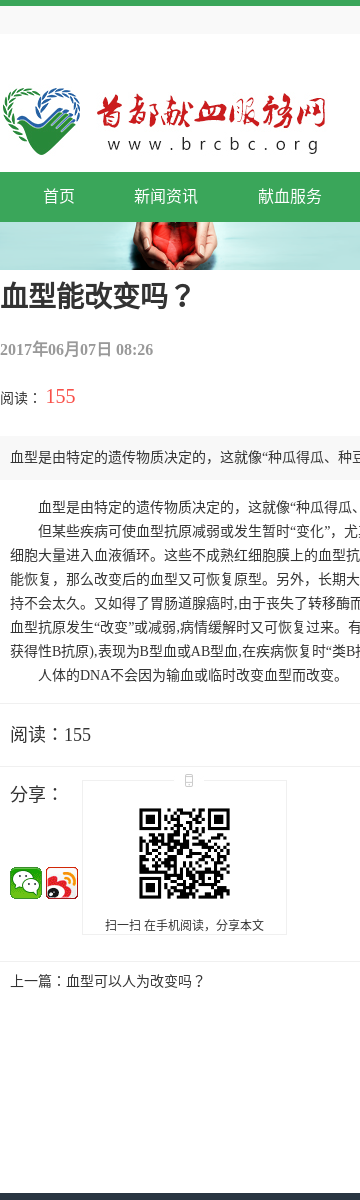 首都献血服務网
www.brcbc.org
首页 新闻资讯 献血服务
血型能改变吗？
2017年06月07日 08:26
阅读： 155
血型是由特定的遗传物质决定的，这就像“种瓜得瓜、种豆
血型是由特定的遗传物质决定的，这就像“种瓜得瓜、
但某些疾病可使血型抗原减弱或发生暂时“变化”，尤
细胞大量进入血液循环。这些不成熟红细胞膜上的血型抗
能恢复，那么改变后的血型又可恢复原型。另外，长期大
持不会太久。又如得了胃肠道腺癌时,由于丧失了转移酶而
血型抗原发生“改变”或减弱,病情缓解时又可恢复过来。有
获得性B抗原),表现为B型血或AB型血,在疾病恢复时“类B抗
人体的DNA不会因为输血或临时改变血型而改变。
阅读：155
分享：
扫一扫 在手机阅读，分享本文
上一篇：血型可以人为改变吗？